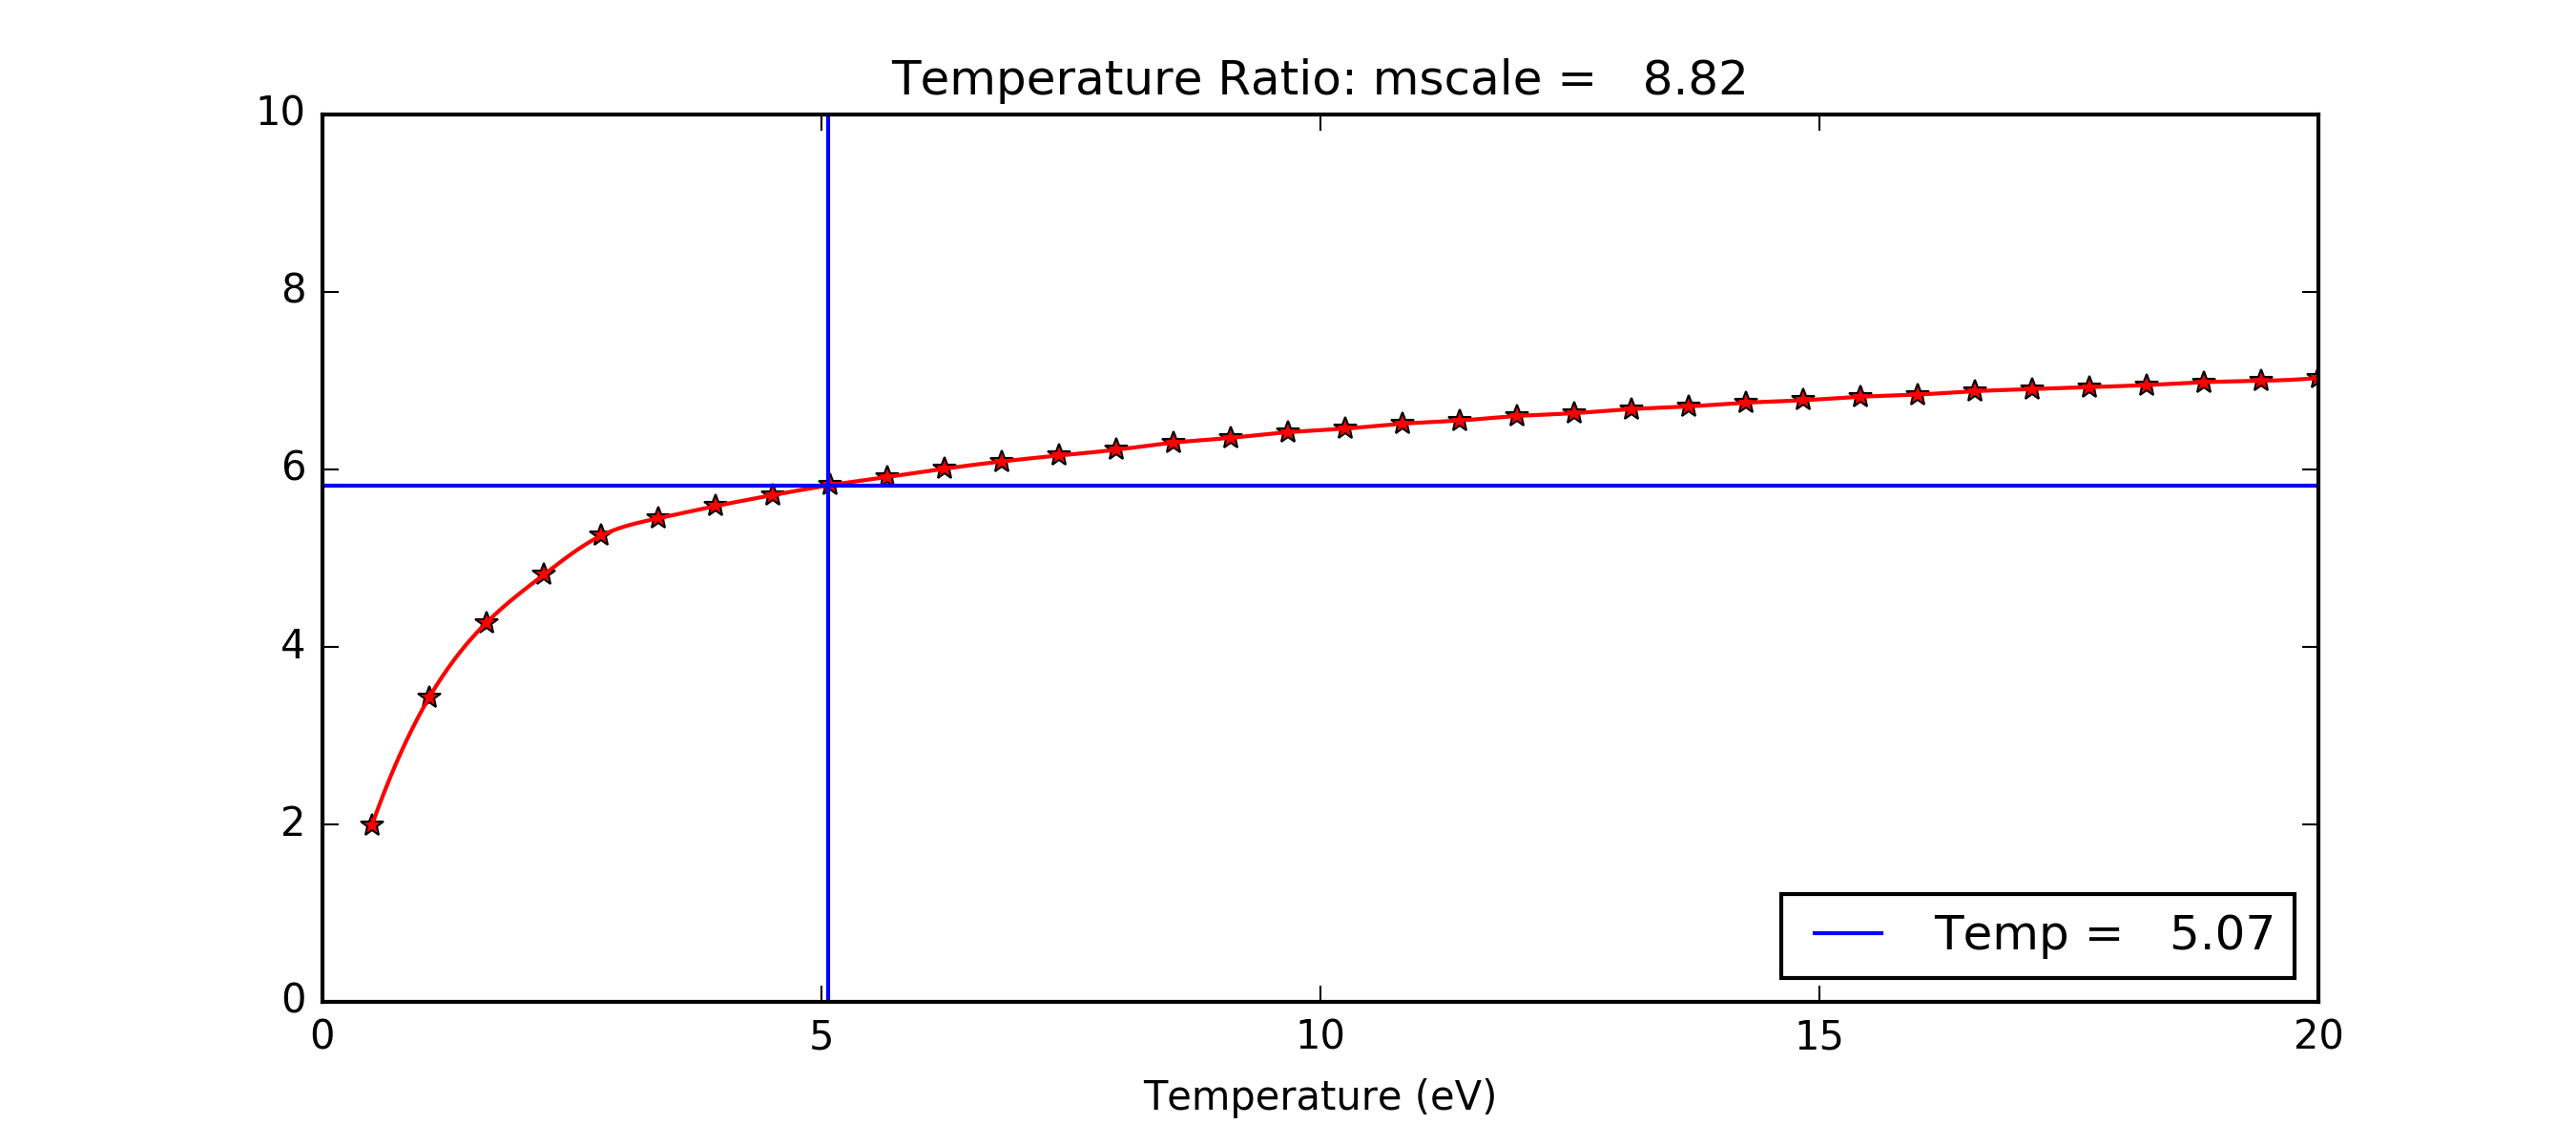 Temperature Ratio: mscale =   8.82
10
8
6
4
2
0
Temp =   5.07
0 5 10 15 20
Temperature (eV)